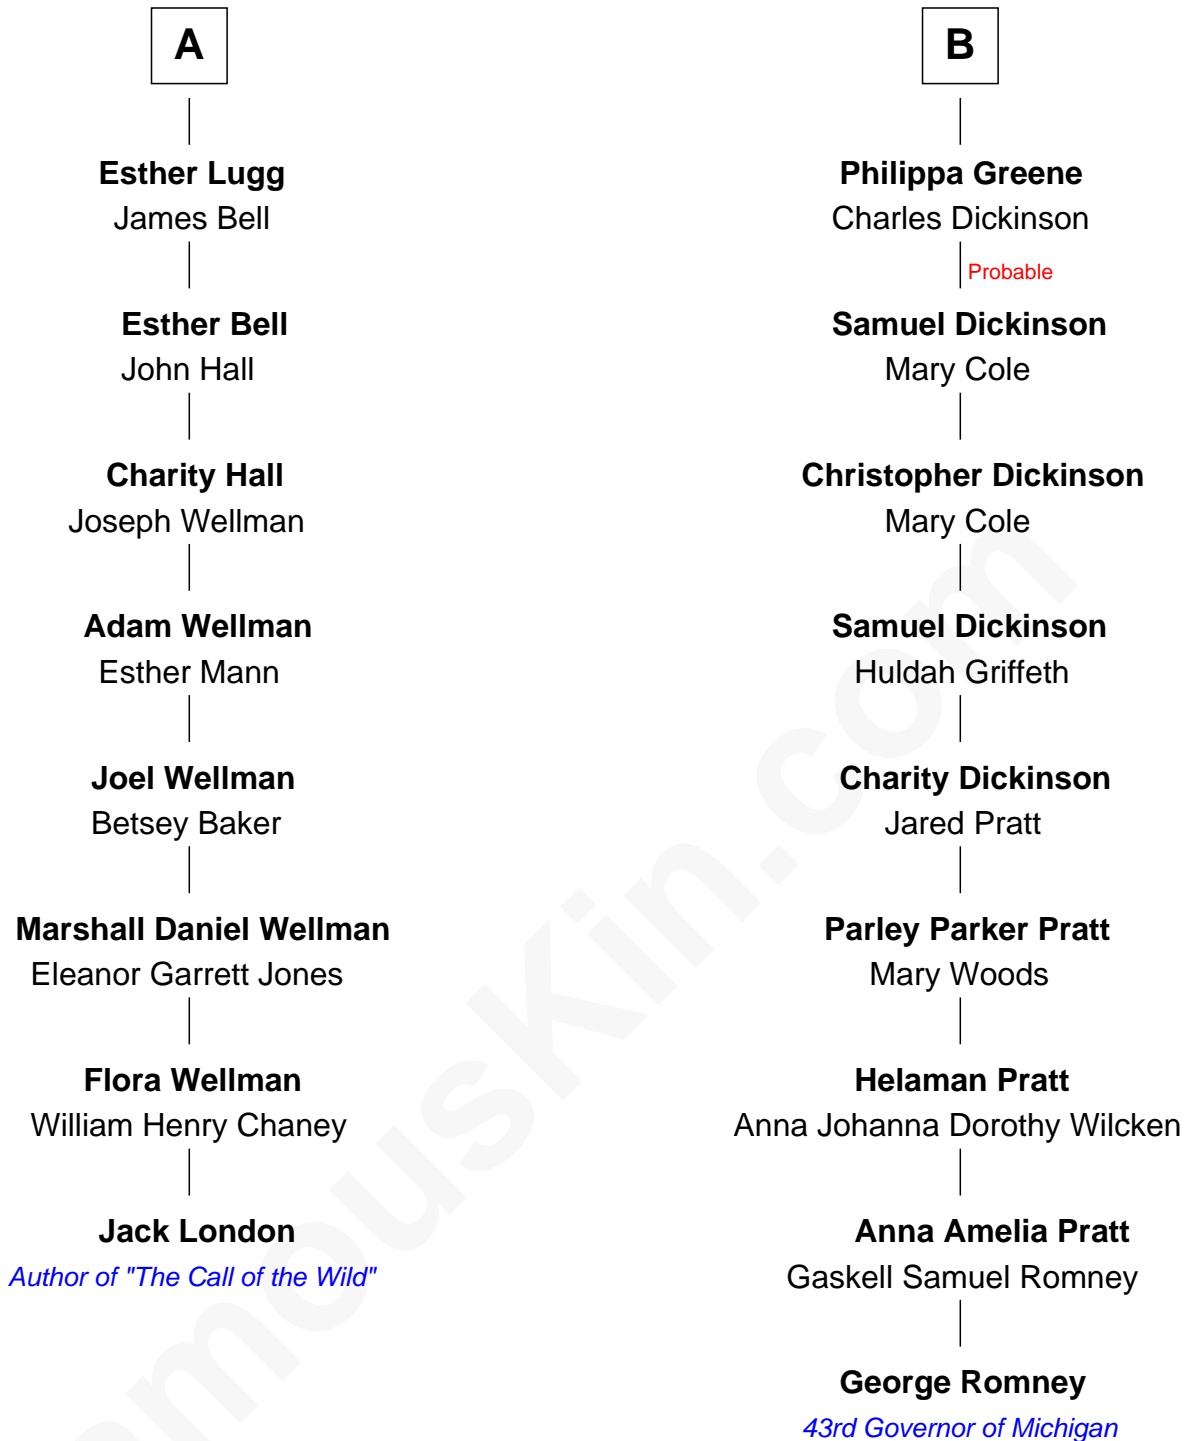 A
Esther Lugg
James Bell
Esther Bell
John Hall
Charity Hall
Joseph Wellman
Adam Wellman
Esther Mann
Joel Wellman
Betsey Baker
Marshall Daniel Wellman
Eleanor Garrett Jones
Flora Wellman
William Henry Chaney
Jack London
Author of "The Call of the Wild"
B
Philippa Greene
Charles Dickinson
Probable
Samuel Dickinson
Mary Cole
Christopher Dickinson
Mary Cole
Samuel Dickinson
Huldah Griffeth
Charity Dickinson
Jared Pratt
Parley Parker Pratt
Mary Woods
Helaman Pratt
Anna Johanna Dorothy Wilcken
Anna Amelia Pratt
Gaskell Samuel Romney
George Romney
43rd Governor of Michigan
amouskin.com